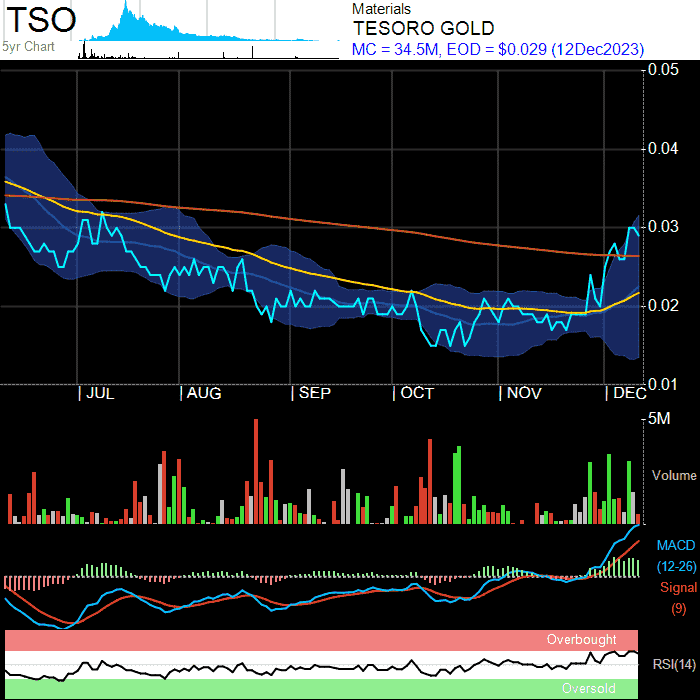 TSO
5yr Chart
Materials
TESORO GOLD
MC = 34.5M, EOD = $0.029 (12Dec2023)
0.05
0.04
0.03
0.02
0.01
JUL AUG SEP OCT NOV DEC
5M
Volume
MACD
(12-26)
Signal
(9)
Overbought
RSI(14)
Oversold